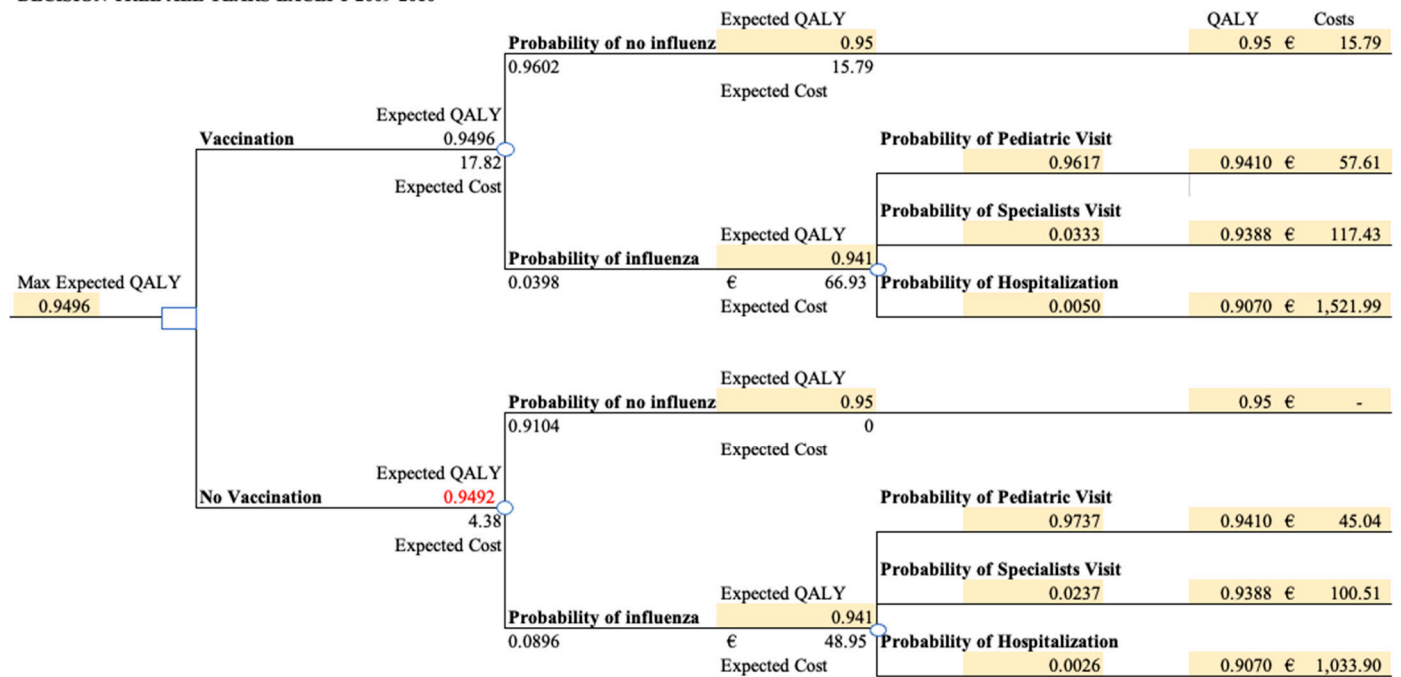 Expected QALY QALY Costs
Probability of no influenz 0.95 0.95 € 15.79
0.9602 15.79
Expected Cost
Expected QALY
Vaccination 0.9496 Probability of Pediatric Visit
17.82 0.9617 0.9410 € 57.61
Expected Cost
Probability of Specialists Visit
Expected QALY 0.0333 0.9388 € 117.43
Probability of influenza 0.941
Max Expected QALY 0.0398 € 66.93 Probability of Hospitalization
0.9496 Expected Cost 0.0050 0.9070 € 1,521.99
Expected QALY
Probability of no influenz 0.95 0.95 € -
0.9104 0
Expected Cost
Expected QALY
No Vaccination 0.9492 Probability of Pediatric Visit
4.38 0.9737 0.9410 € 45.04
Expected Cost
Probability of Specialists Visit
Expected QALY 0.0237 0.9388 € 100.51
Probability of influenza 0.941
0.0896 € 48.95 Probability of Hospitalization
Expected Cost 0.0026 0.9070 € 1,033.90